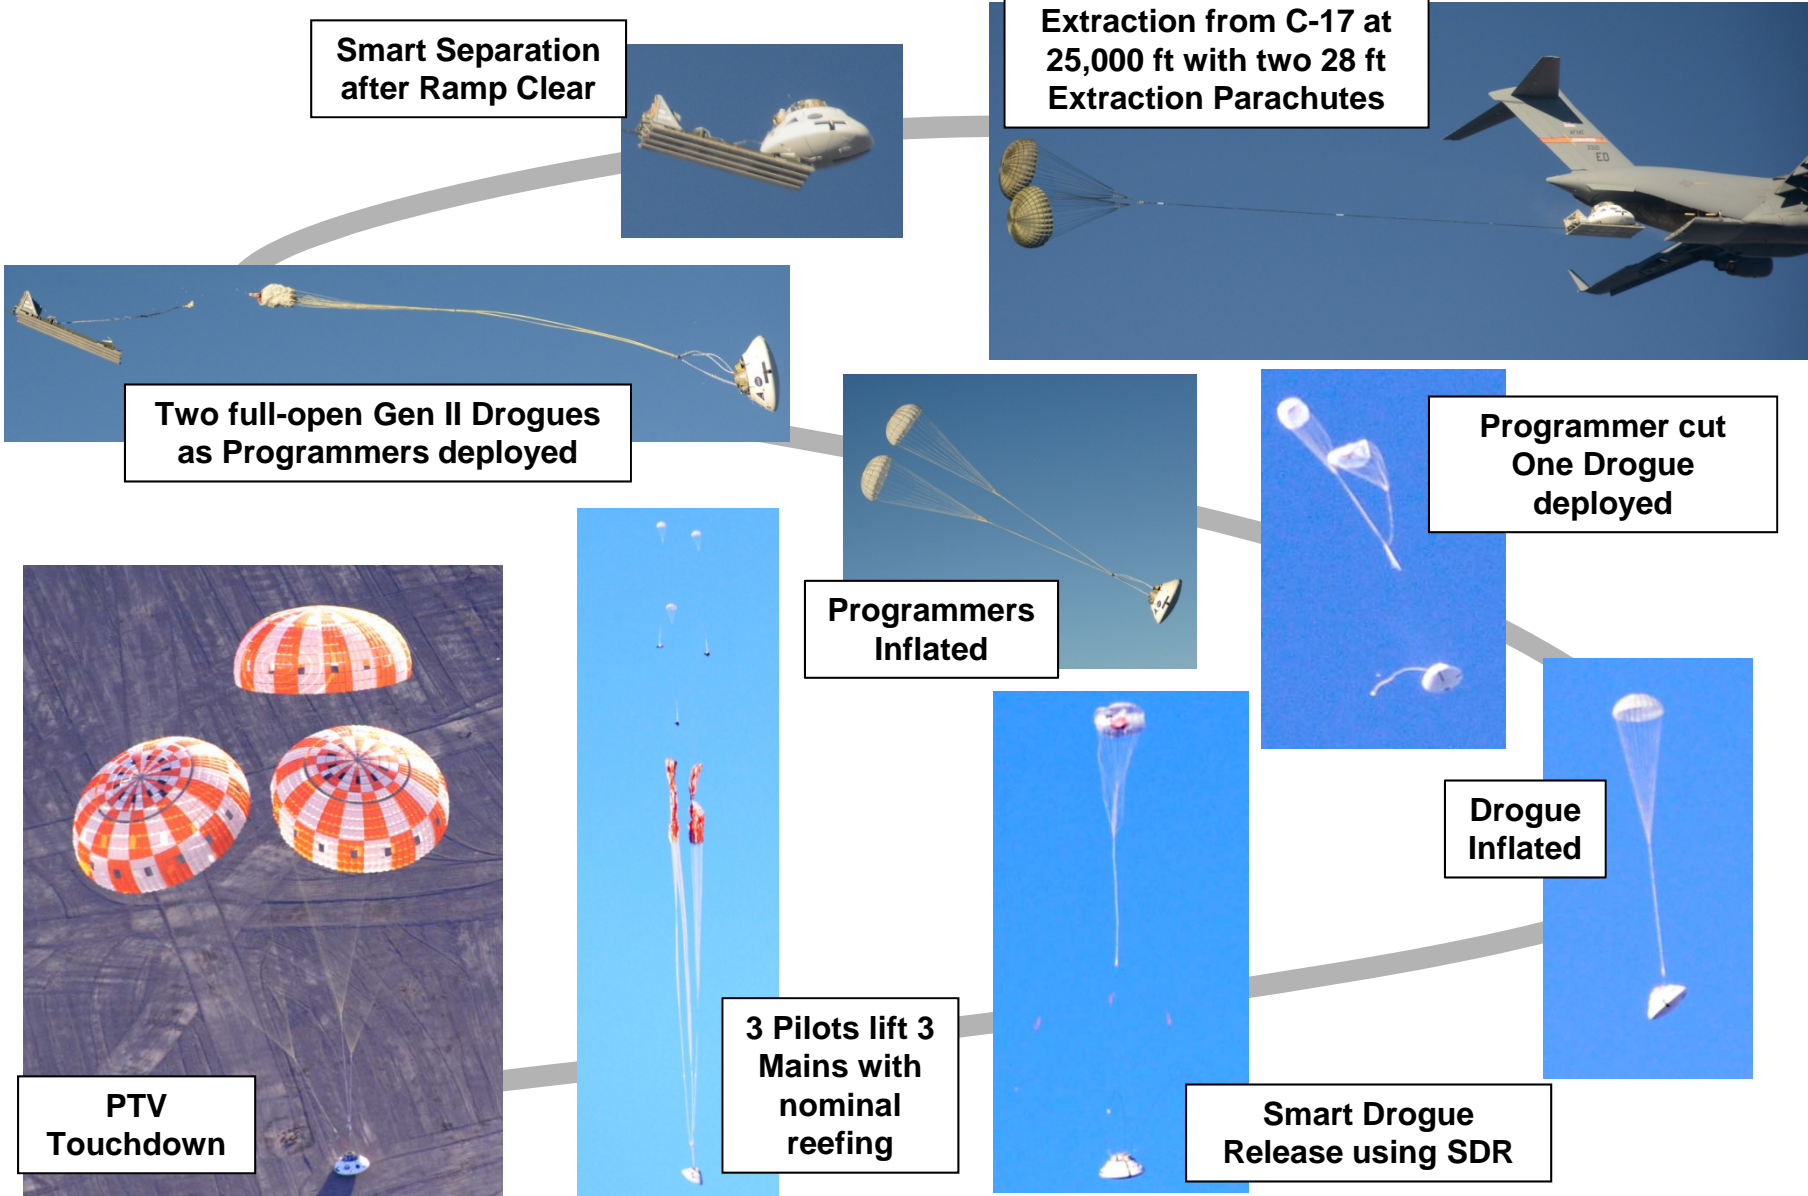 Extraction from C-17 at
25,000 ft with two 28 ft
Extraction Parachutes
Smart Separation
after Ramp Clear
Two full-open Gen II Drogues
as Programmers deployed
Programmers
Inflated
Programmer cut
One Drogue
deployed
Drogue
Inflated
Smart Drogue
Release using SDR
3 Pilots lift 3
Mains with
nominal
reefing
PTV
Touchdown
ED